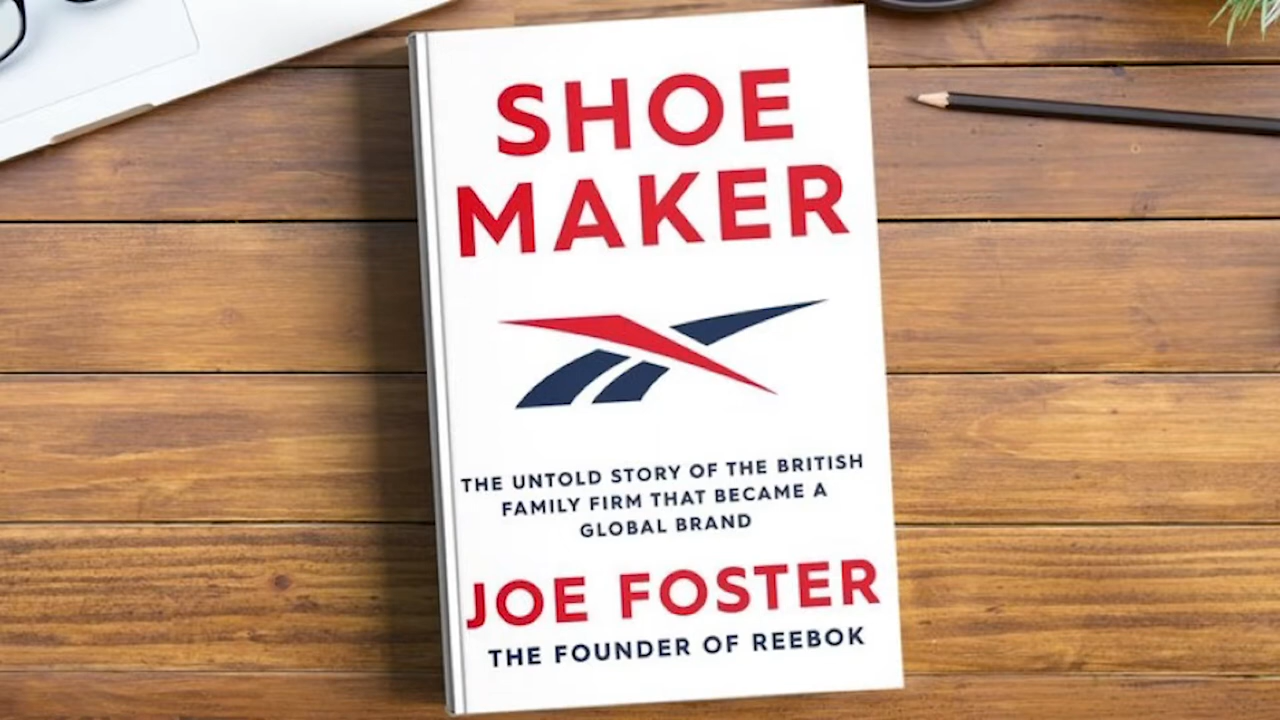 SHOE
MAKER
THE UNTOLD STORY OF THE BRITISH
FAMILY FIRM THAT BECAME A
GLOBAL BRAND
JOE FOSTER
THE FOUNDER OF REEBOK